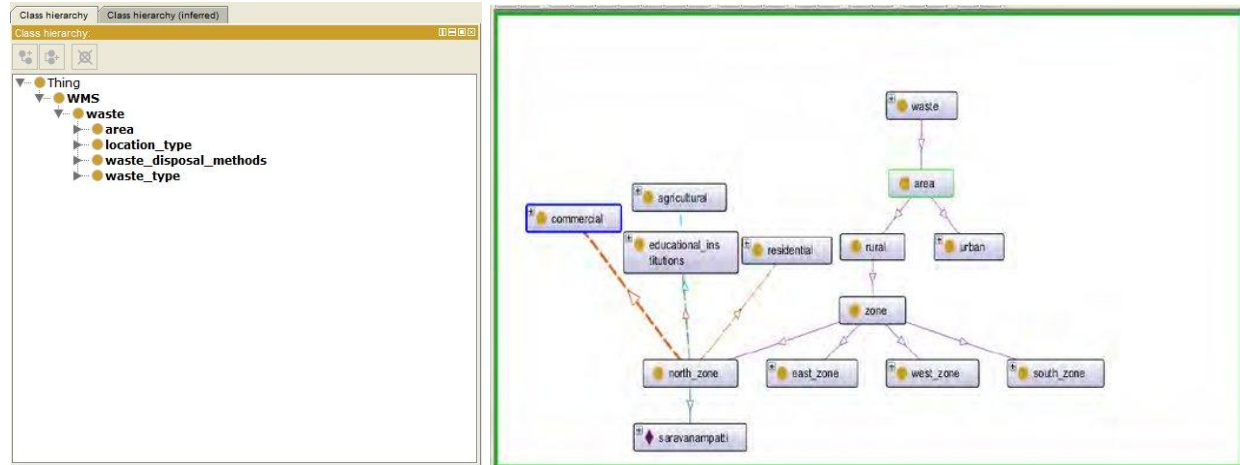 Class hierarchy
Class hierarchy (inferred)
Class hierarchy:
Thing
WMS
waste
area
location_type
waste_disposal_methods
waste_type
waste
area
agricultural
commercial
educational_ins
titutions
residential
rural
urban
zone
north_zone
east_zone
west_zone
south_zone
saravanampatti